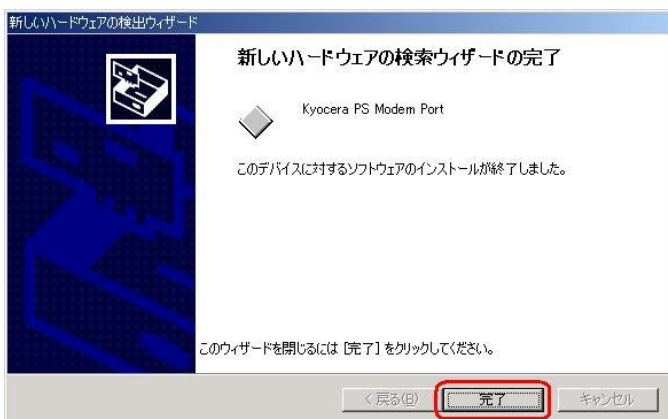 新しいハードウェアの検出ウィザード
新しいハードウェアの検索ウィザードの完了
Kyocera PS Modem Port
このデバイスに対するソフトウェアのインストールが終了しました。
このウィザードを閉じるには [完了] をクリックしてください。
< 戻る(B)
完了
キャンセル